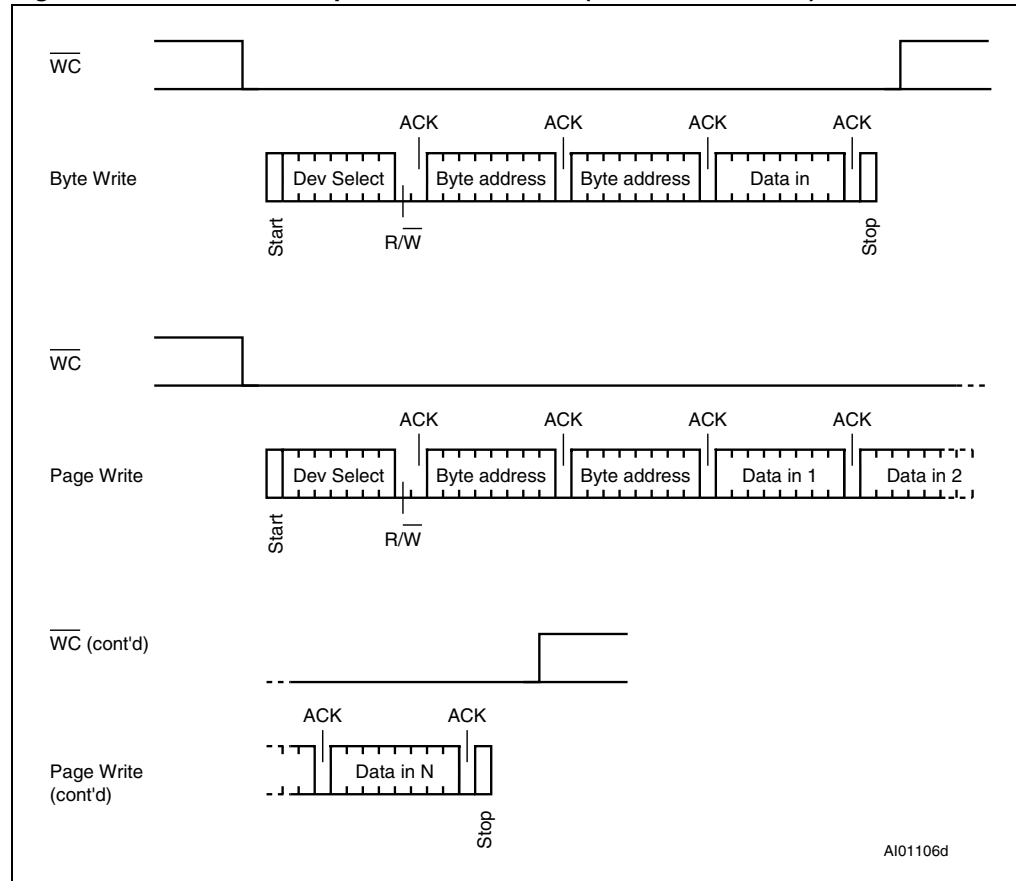 WC
ACK ACK ACK ACK
Byte Write
Dev Select Byte address Byte address Data in
Start R/W Stop
WC
ACK ACK ACK ACK
Page Write
Dev Select Byte address Byte address Data in 1 Data in 2
Start R/W
WC (cont'd)
ACK ACK
Page Write
(cont'd)
Data in N
Stop
AI01106d